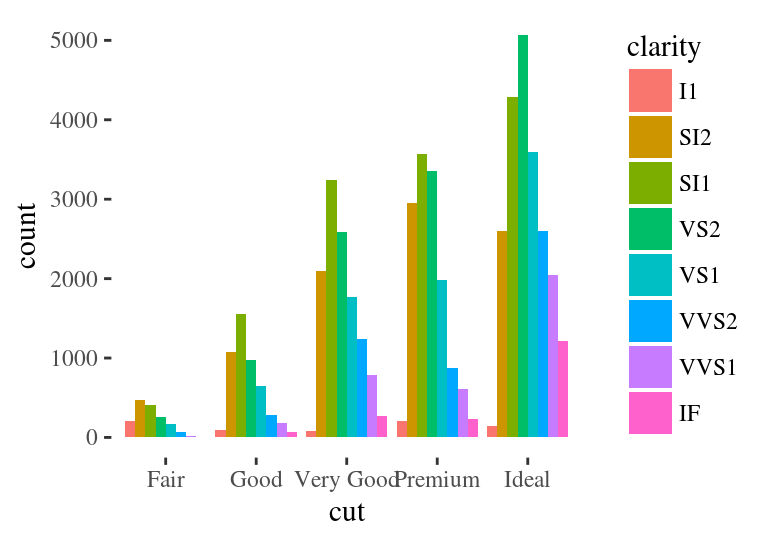 5000
4000
3000
2000
1000
0
count
Fair Good Very Good Premium Ideal
cut
clarity
I1
SI2
SI1
VS2
VS1
VVS2
VVS1
IF